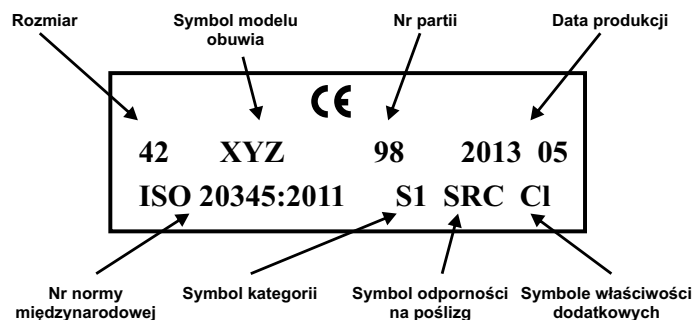 Rozmiar
Symbol modelu
obuwia
Nr partii
Data produkcji
CE
42 XYZ 98 2013 05
ISO 20345:2011 S1 SRC Cl
Nr normy
międzynarodowej
Symbol kategorii
Symbol odporności
na poślizg
Symbole właściwości
dodatkowych